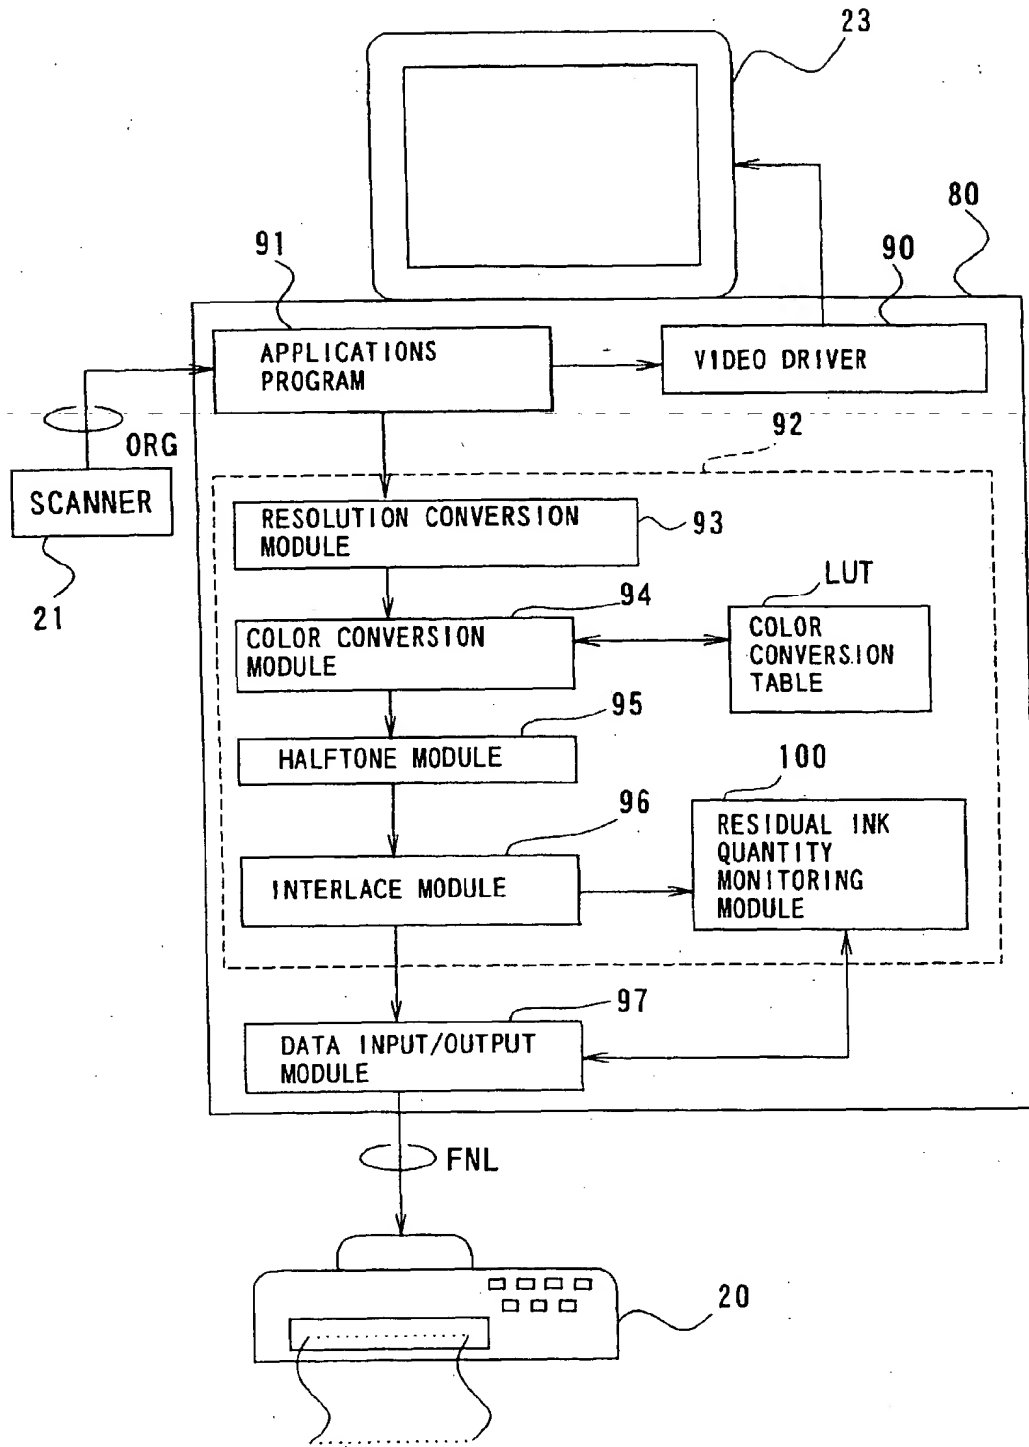 23
80
91
90
APPLICATIONS
PROGRAM
VIDEO DRIVER
ORG
92
SCANNER
21
RESOLUTION CONVERSION
MODULE
93
LUT
94
COLOR CONVERSION
MODULE
COLOR
CONVERSION
TABLE
95
HALFTONE MODULE
100
96
RESIDUAL INK
QUANTITY
MONITORING
MODULE
INTERLACE MODULE
97
DATA INPUT/OUTPUT
MODULE
FNL
20